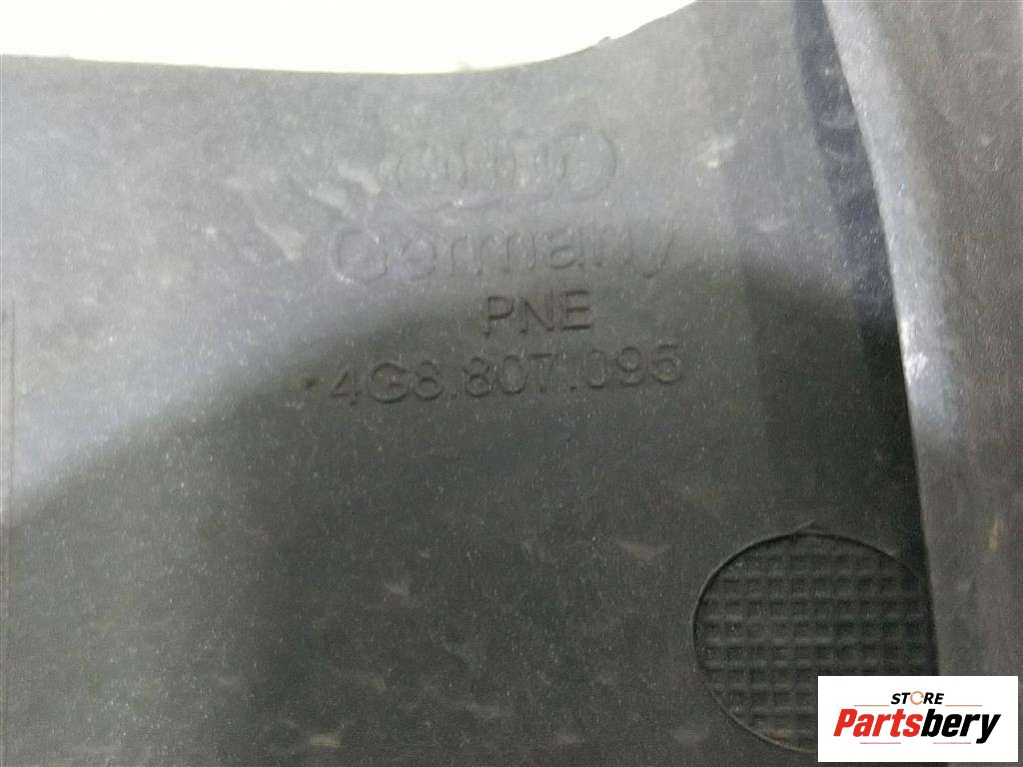 Germany
PNE
4G8.807.095
STORE
Partsbery